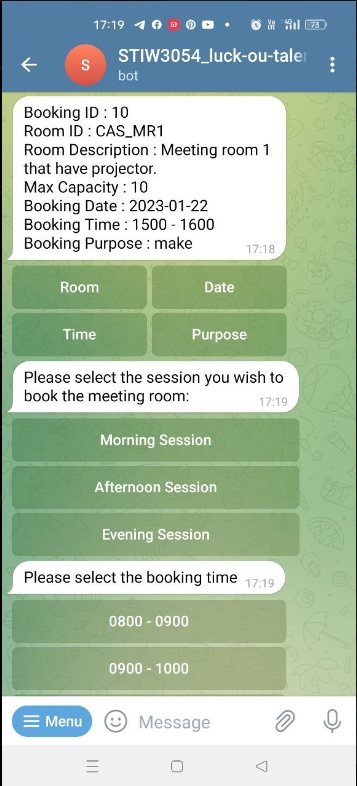 17:19
73
S
STIW3054_luck-ou-taler
bot
Booking ID : 10
Room ID : CAS_MR1
Room Description : Meeting room 1
that have projector.
Max Capacity : 10
Booking Date : 2023-01-22
Booking Time : 1500 - 1600
Booking Purpose : make
17:18
Room Date
Time Purpose
Please select the session you wish to
book the meeting room:
17:19
Morning Session
Afternoon Session
Evening Session
Please select the booking time 17:19
0800 - 0900
0900 - 1000
Menu Message